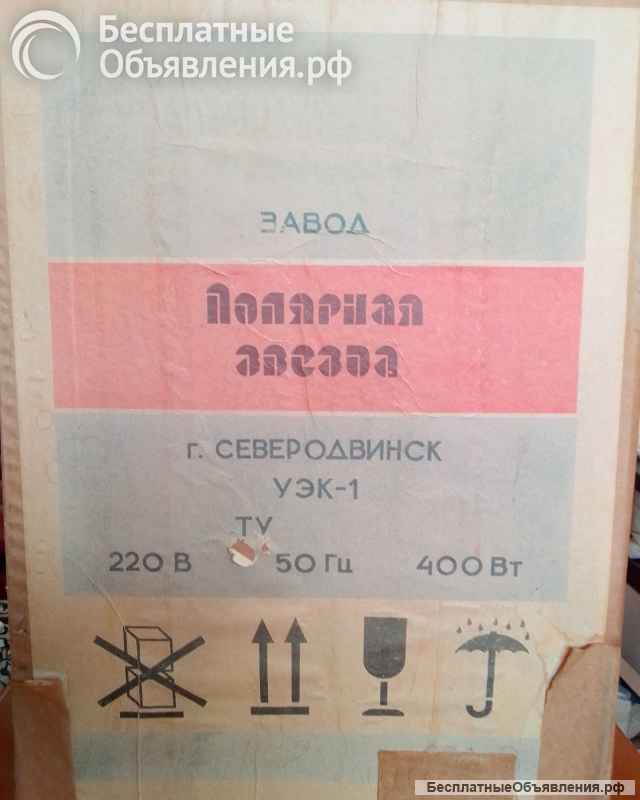 Бесплатные
Объявления.рф
ЗАВОД
Полярная
звезда
г. СЕВЕРОДВИНСК
УЭК-1
ТУ
220 В 50 Гц 400 Вт
БесплатныеОбъявления.рф